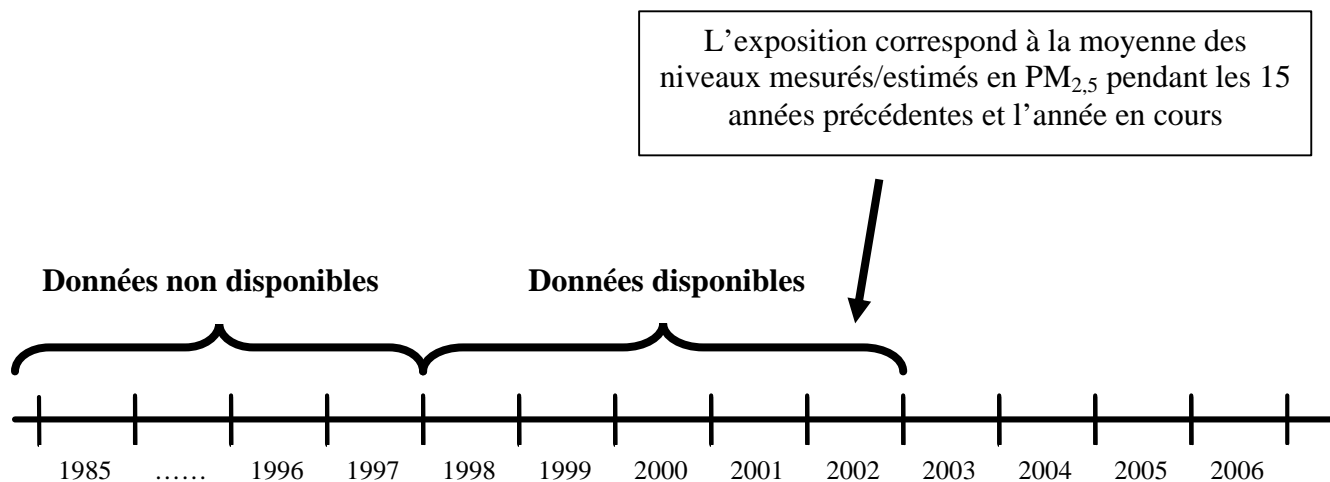 L’exposition correspond à la moyenne des
niveaux mesurés/estimés en PM2,5 pendant les 15
années précédentes et l’année en cours
Données non disponibles Données disponibles
1985 …… 1996 1997 1998 1999 2000 2001 2002 2003 2004 2005 2006